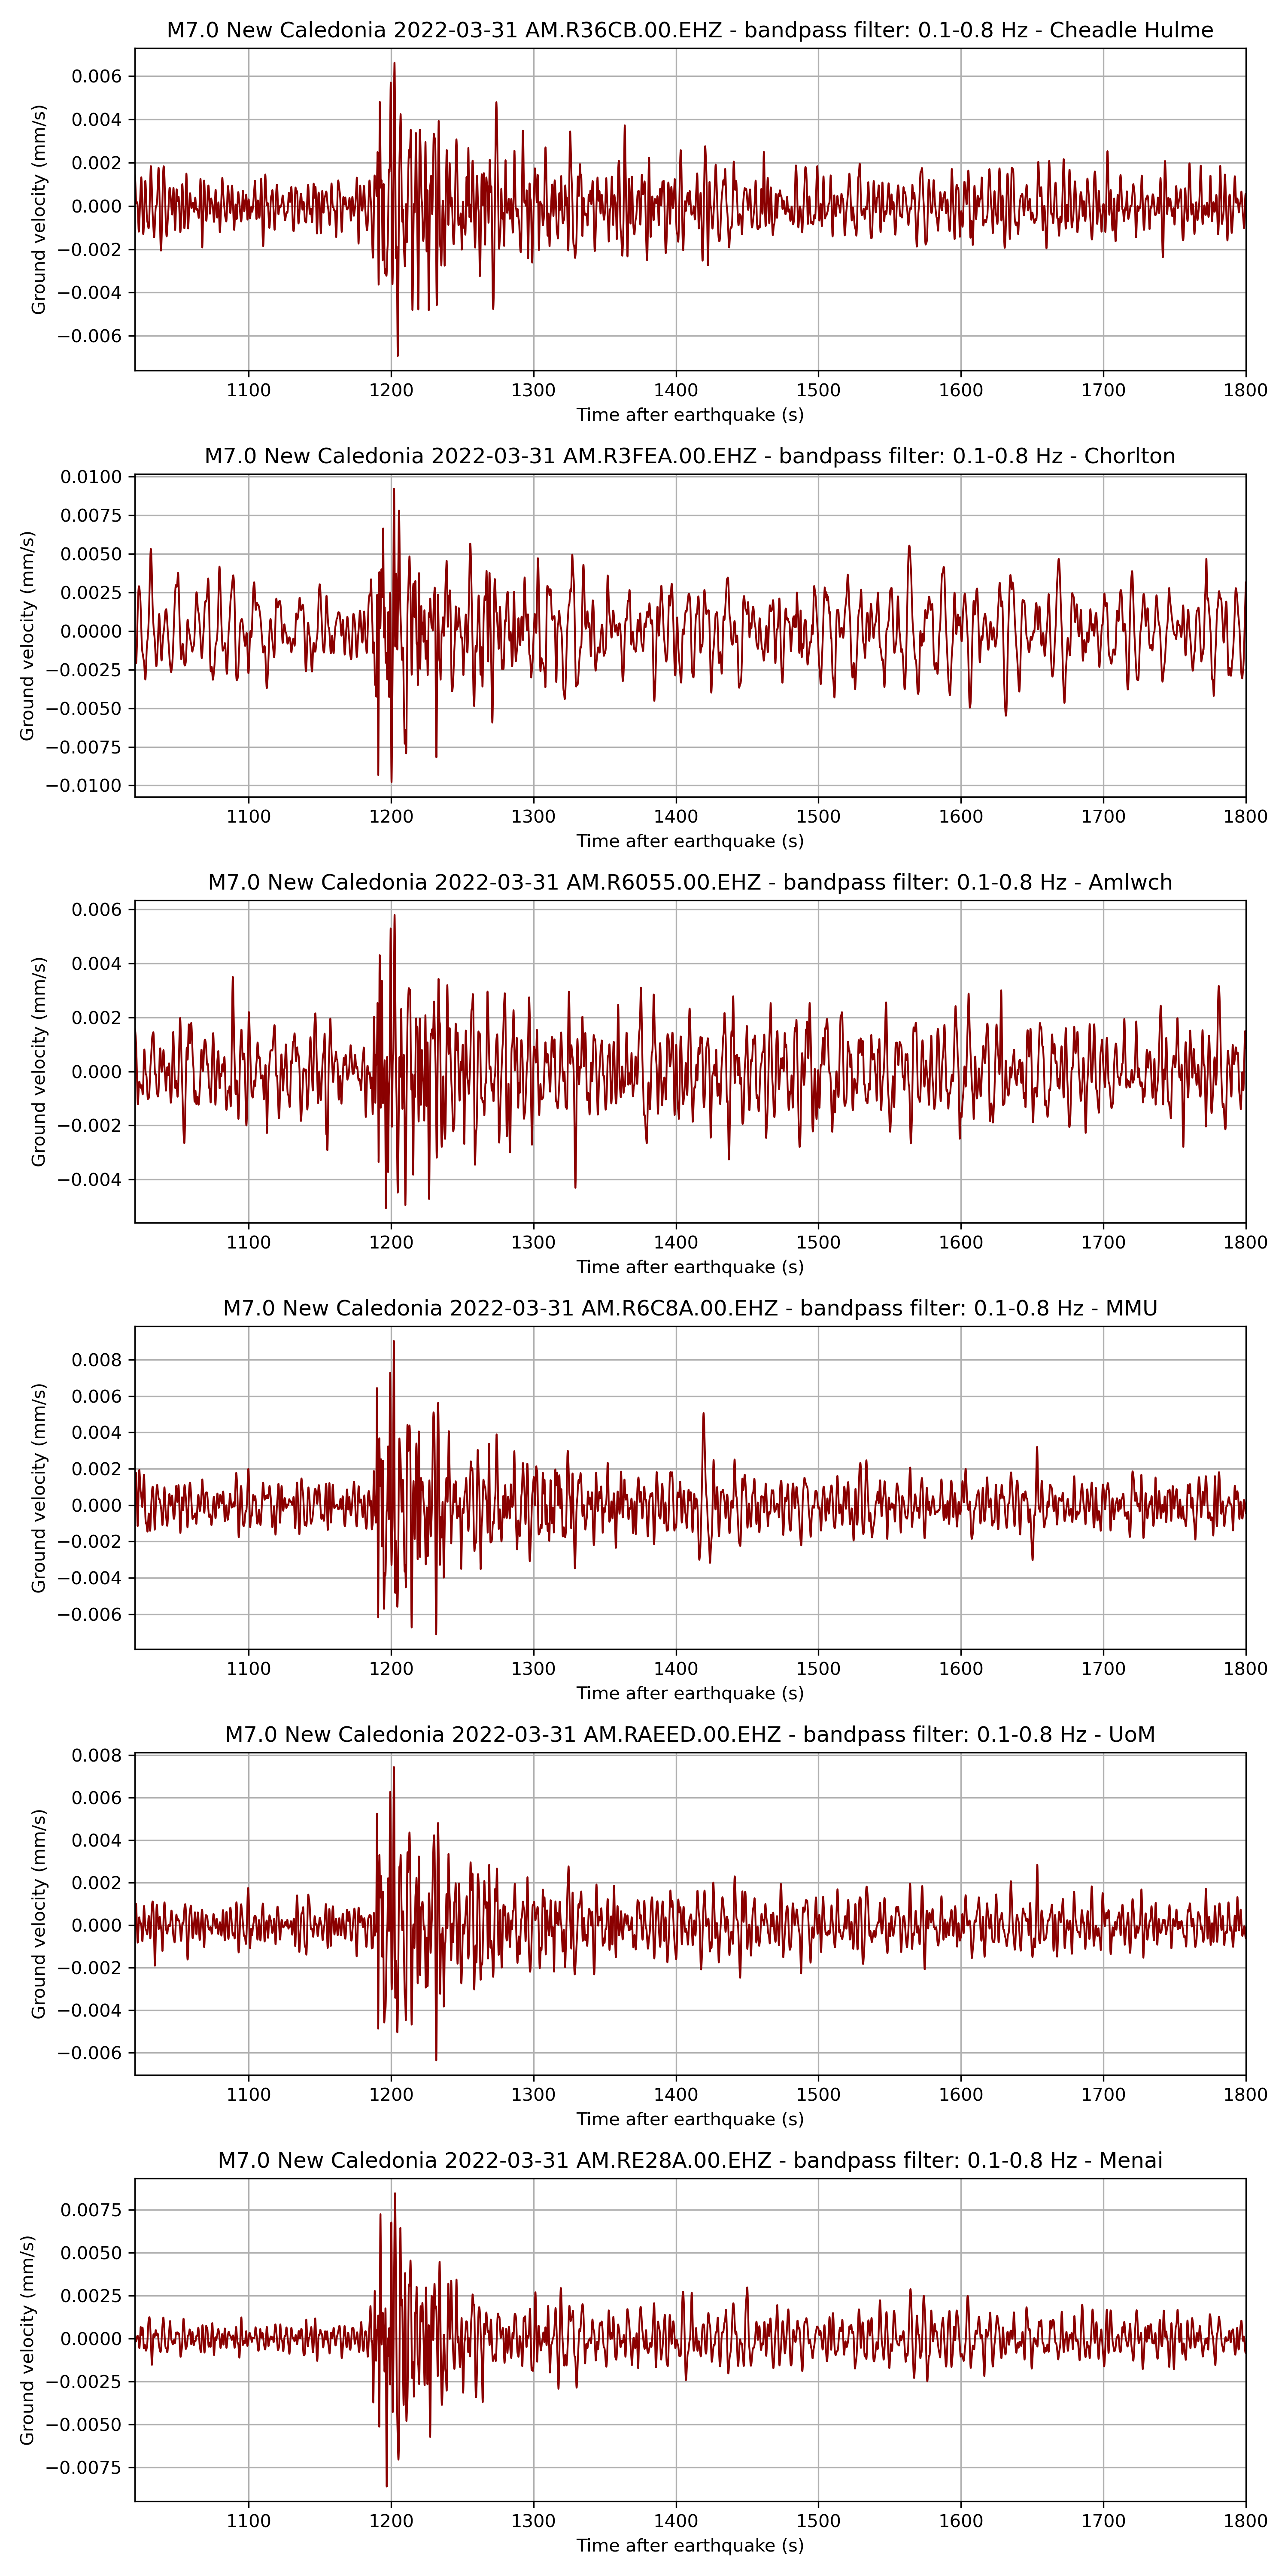 M7.0 New Caledonia 2022-03-31 AM.R36CB.00.EHZ - bandpass filter: 0.1-0.8 Hz - Cheadle Hulme
0.006
0.004
0.002
0.000
−0.002
−0.004
−0.006
Ground velocity (mm/s)
1100 1200 1300 1400 1500 1600 1700 1800
Time after earthquake (s)
M7.0 New Caledonia 2022-03-31 AM.R3FEA.00.EHZ - bandpass filter: 0.1-0.8 Hz - Chorlton
0.0100
0.0075
0.0050
0.0025
0.0000
−0.0025
−0.0050
−0.0075
−0.0100
Ground velocity (mm/s)
1100 1200 1300 1400 1500 1600 1700 1800
Time after earthquake (s)
M7.0 New Caledonia 2022-03-31 AM.R6055.00.EHZ - bandpass filter: 0.1-0.8 Hz - Amlwch
0.006
0.004
0.002
0.000
−0.002
−0.004
Ground velocity (mm/s)
1100 1200 1300 1400 1500 1600 1700 1800
Time after earthquake (s)
M7.0 New Caledonia 2022-03-31 AM.R6C8A.00.EHZ - bandpass filter: 0.1-0.8 Hz - MMU
0.008
0.006
0.004
0.002
0.000
−0.002
−0.004
−0.006
Ground velocity (mm/s)
1100 1200 1300 1400 1500 1600 1700 1800
Time after earthquake (s)
M7.0 New Caledonia 2022-03-31 AM.RAEED.00.EHZ - bandpass filter: 0.1-0.8 Hz - UoM
0.008
0.006
0.004
0.002
0.000
−0.002
−0.004
−0.006
Ground velocity (mm/s)
1100 1200 1300 1400 1500 1600 1700 1800
Time after earthquake (s)
M7.0 New Caledonia 2022-03-31 AM.RE28A.00.EHZ - bandpass filter: 0.1-0.8 Hz - Menai
0.0075
0.0050
0.0025
0.0000
−0.0025
−0.0050
−0.0075
Ground velocity (mm/s)
1100 1200 1300 1400 1500 1600 1700 1800
Time after earthquake (s)